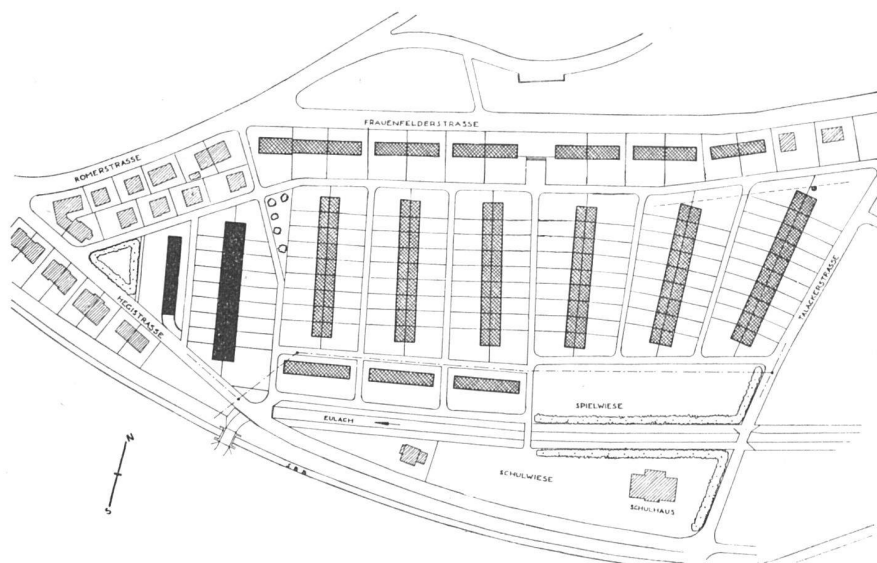 FRAUENFELDERSTRASSE
RÖMERSTRASSE
HEGISTRASSE
TALACKERSTRASSE
SPIELWIESE
EULACH
S.B.B.
SCHULWIESE
SCHULHAUS
N
S